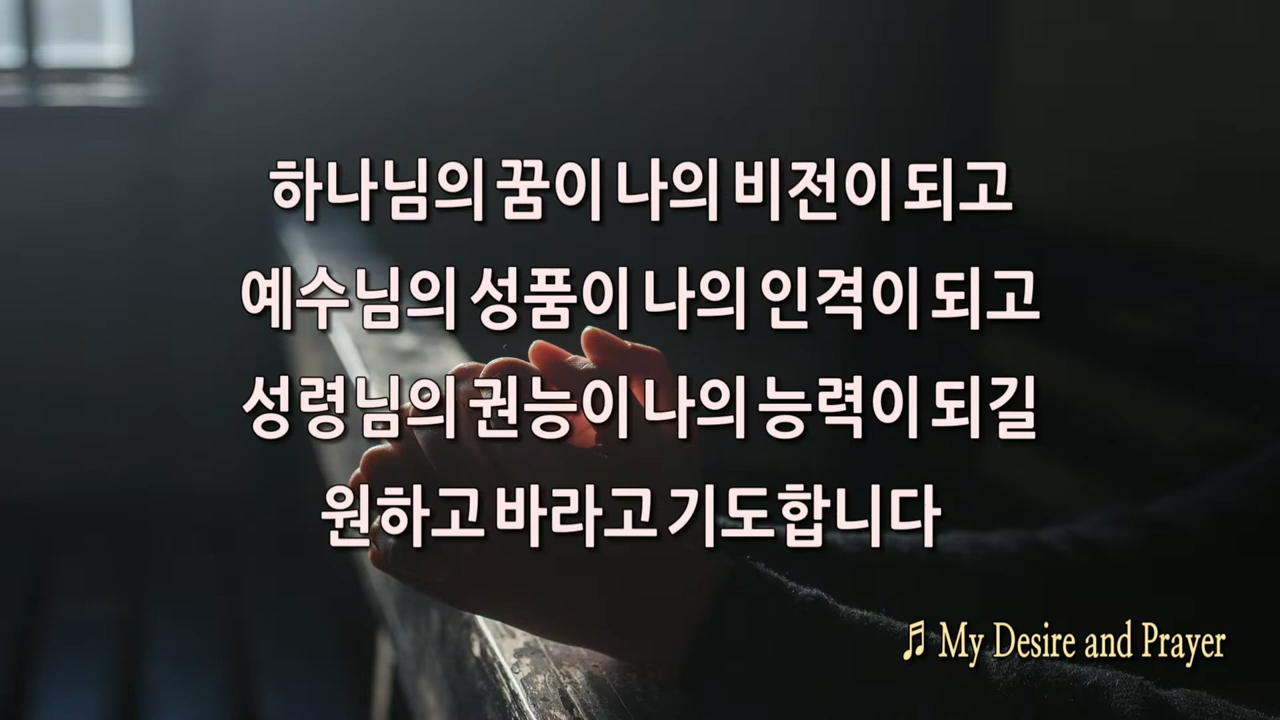 하나님의 꿈이 나의 비전이 되고
예수님의 성품이 나의 인격이 되고
성령님의 권능이 나의 능력이 되길
원하고 바라고 기도합니다
♬ My Desire and Prayer